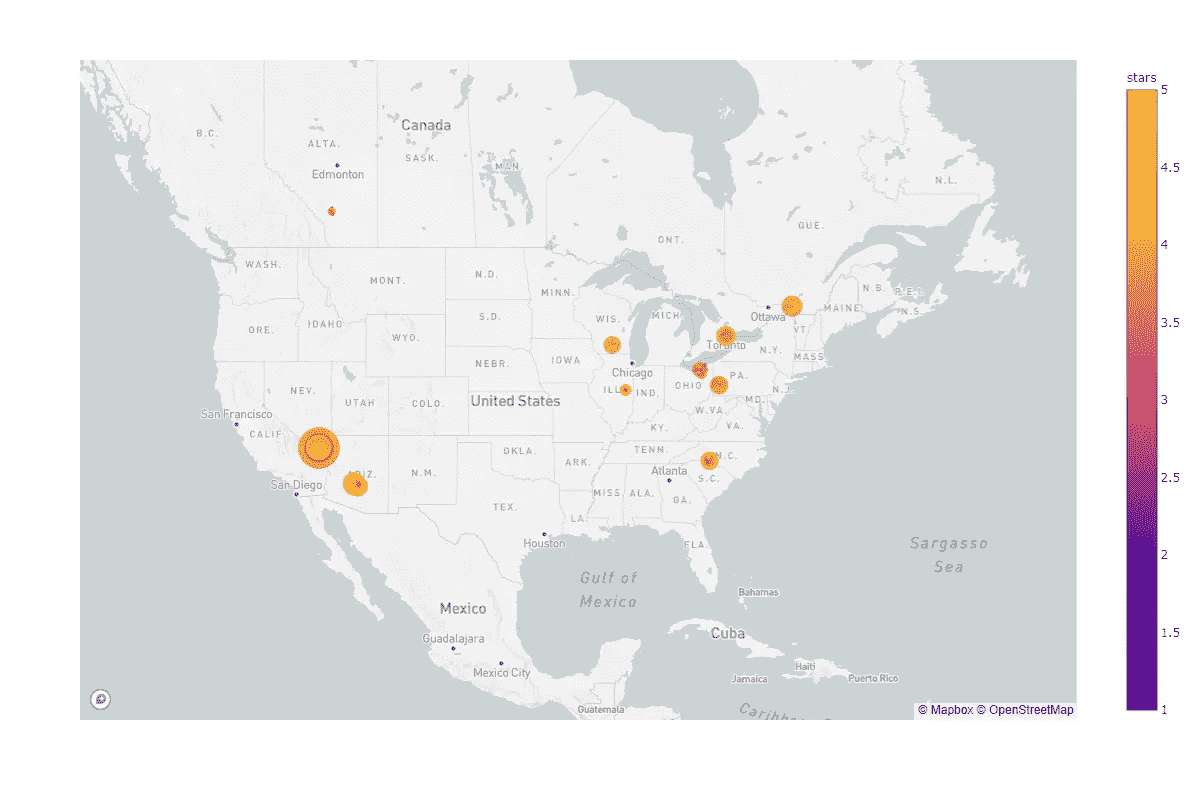 stars
5
4.5
4
3.5
3
2.5
2
1.5
1
Canada
B.C.
ALTA.
SASK.
MAN.
Edmonton
N.L.
ONT.
QUE.
WASH.
MONT.
N.D.
MINN.
N.B.
P.E.I.
MAINE
N.S.
Ottawa
VT.
ORE.
IDAHO
S.D.
WIS.
MICH.
WYO.
Toronto
N.Y.
MASS
NEBR.
IOWA
Chicago
PA.
OHIO
N.J.
NEV.
UTAH
COLO.
United States
ILL.
IND.
MD.
San Francisco
W.VA.
CALIF.
KY.
VA.
OKLA.
TENN.
N.C.
ARIZ.
N.M.
ARK.
Atlanta
S.C.
San Diego
MISS.
ALA.
GA.
TEX.
LA.
Houston
FLA.
Sargasso
Sea
Gulf of
Mexico
Bahamas
Mexico
Cuba
Guadalajara
Mexico City
Haiti
Jamaica
Puerto Rico
Guatemala
© Mapbox © OpenStreetMap